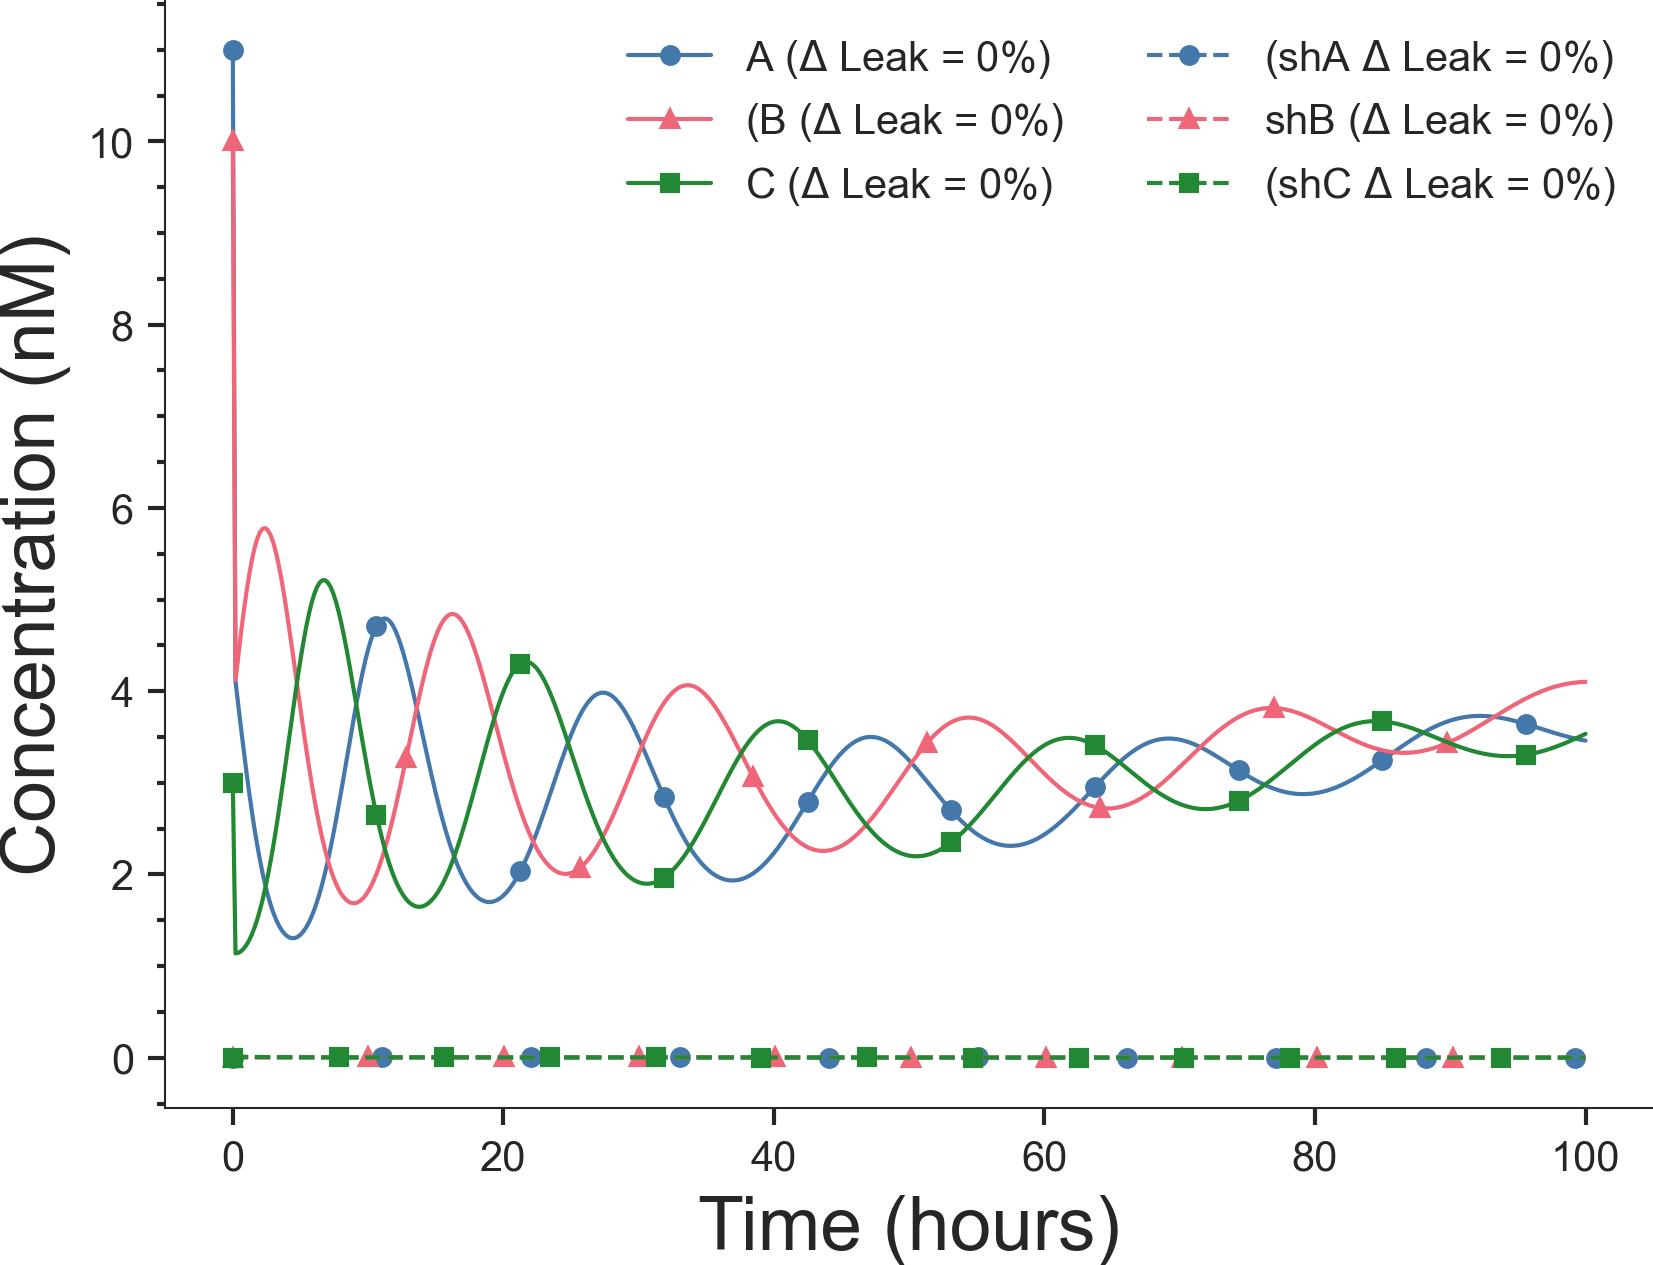 A (Δ Leak = 0%)
(B (Δ Leak = 0%)
C (Δ Leak = 0%)
(shA Δ Leak = 0%)
shB (Δ Leak = 0%)
(shC Δ Leak = 0%)
Concentration (nM)
10
8
6
4
2
0
0 20 40 60 80 100
Time (hours)